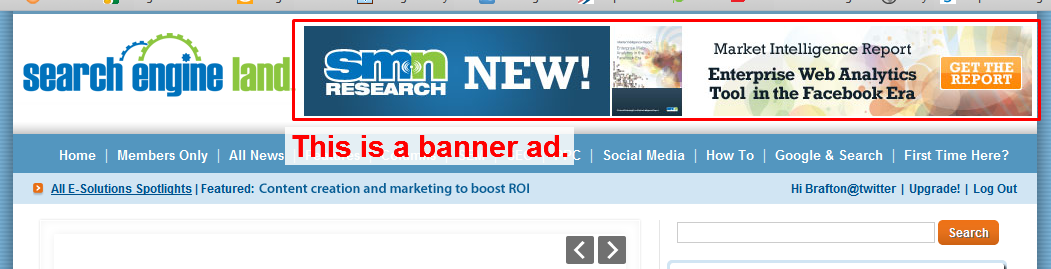 search engine land
smn
RESEARCH
NEW!
Market Intelligence Report
Enterprise Web Analytics
Tool in the Facebook Era
GET THE
REPORT
This is a banner ad.
Home | Members Only | All News C | Social Media | How To | Google & Search | First Time Here?
All E-Solutions Spotlights | Featured: Content creation and marketing to boost ROI
Hi Brafton@twitter | Upgrade! | Log Out
Search